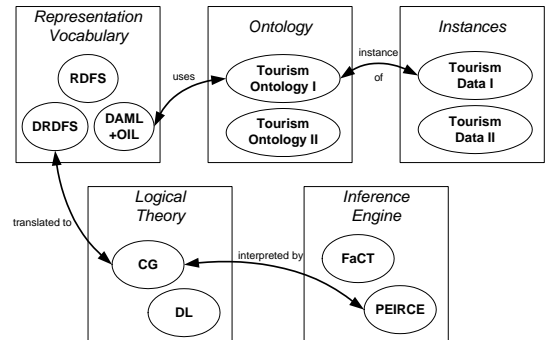 Representation
Vocabulary
RDFS
DRDFS
DAML
+OIL
uses
Ontology
Tourism
Ontology I
Tourism
Ontology II
instance
of
Instances
Tourism
Data I
Tourism
Data II
translated to
Logical
Theory
CG
DL
interpreted by
Inference
Engine
FaCT
PEIRCE